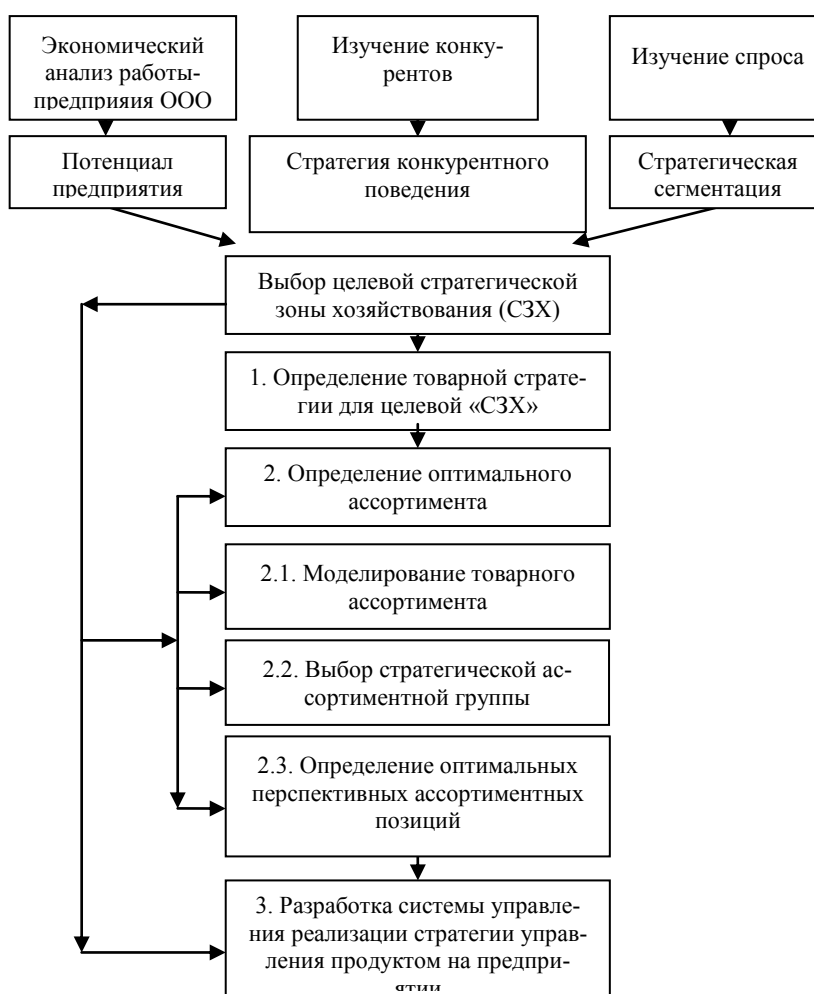 Экономический
анализ работы-
предприяия ООО
Изучение конку-
рентов
Изучение спроса
Потенциал
предприятия
Стратегия конкурентного
поведения
Стратегическая
сегментация
Выбор целевой стратегической
зоны хозяйствования (СЗХ)
1. Определение товарной страте-
гии для целевой «СЗХ»
2. Определение оптимального
ассортимента
2.1. Моделирование товарного
ассортимента
2.2. Выбор стратегической ас-
сортиментной группы
2.3. Определение оптимальных
перспективных ассортиментных
позиций
3. Разработка системы управле-
ния реализации стратегии управ-
ления продуктом на предпри-
ятии